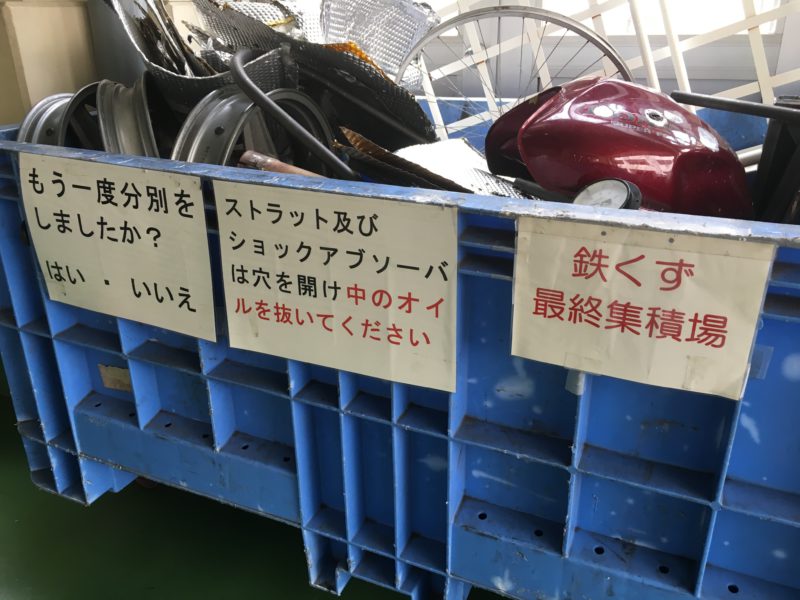 もう一度分別を
しましたか？
はい ・ いいえ
ストラット及び
ショックアブソーバ
は穴を開け中のオイ
ルを抜いてください
鉄くず
最終集積場